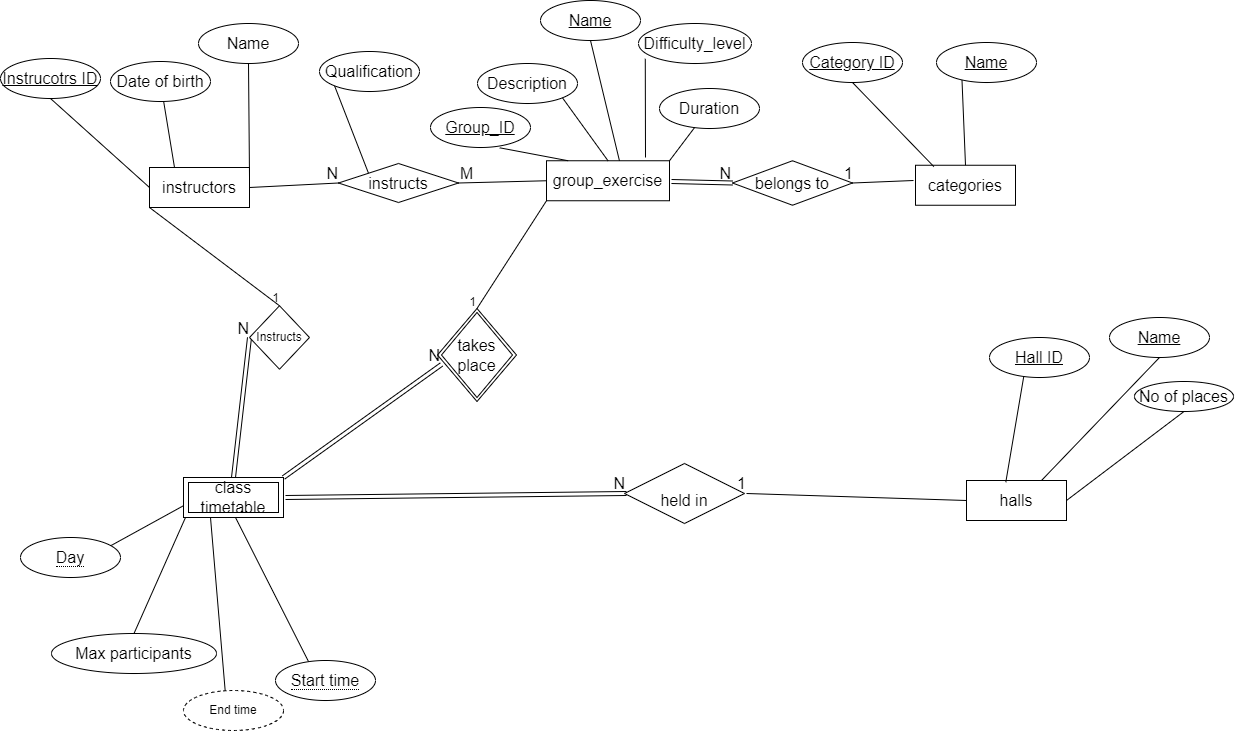 Name
Name
Difficulty_level
Instrucotrs ID
Date of birth
Qualification
Description
Category ID
Name
Group_ID
Duration
instructors
N
instructs
M
group_exercise
N
belongs to
1
categories
1
N
Instructs
1
N
takes
place
Hall ID
Name
No of places
class
timetable
N
held in
1
halls
Day
Max participants
Start time
End time